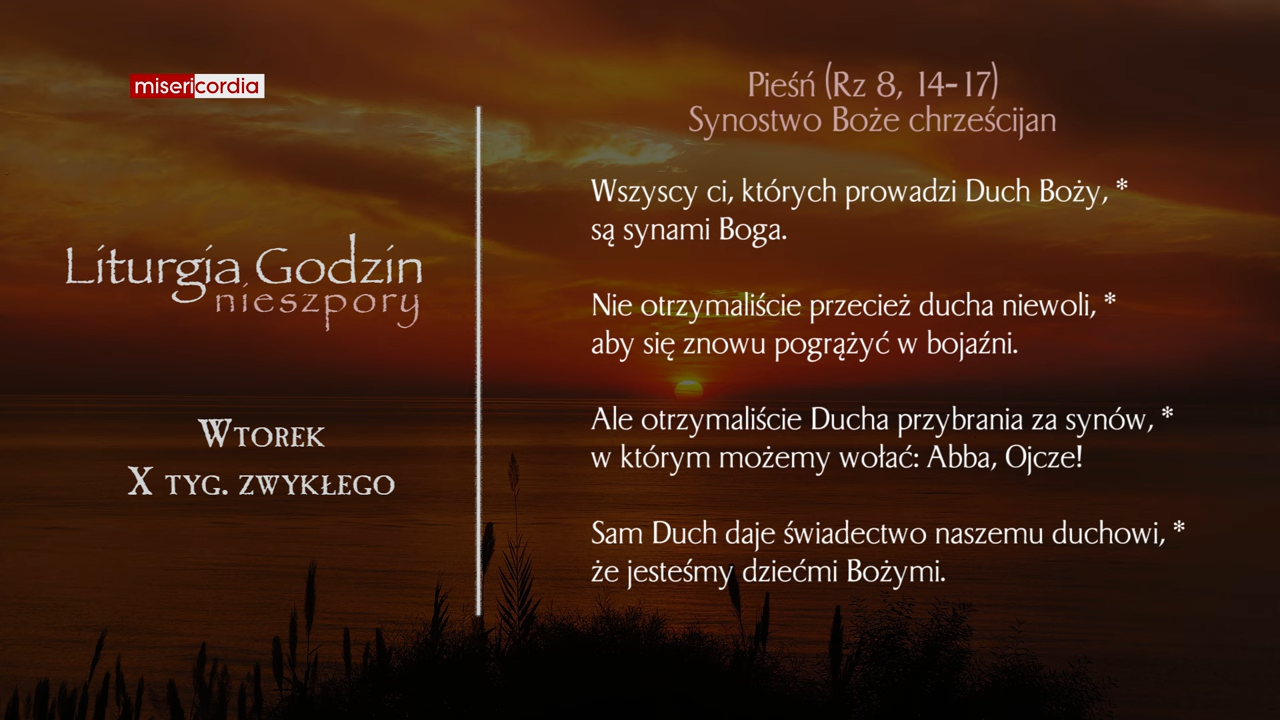 misericordia
Liturgia Godzin
nieszpory
Wtorek
X tyg. zwykłego
Pieśń (Rz 8, 14-17)
Synostwo Boże chrześcijan
Wszyscy ci, których prowadzi Duch Boży, *
są synami Boga.
Nie otrzymaliście przecież ducha niewoli, *
aby się znowu pogrążyć w bojaźni.
Ale otrzymaliście Ducha przybrania za synów, *
w którym możemy wołać: Abba, Ojcze!
Sam Duch daje świadectwo naszemu duchowi, *
że jesteśmy dziećmi Bożymi.